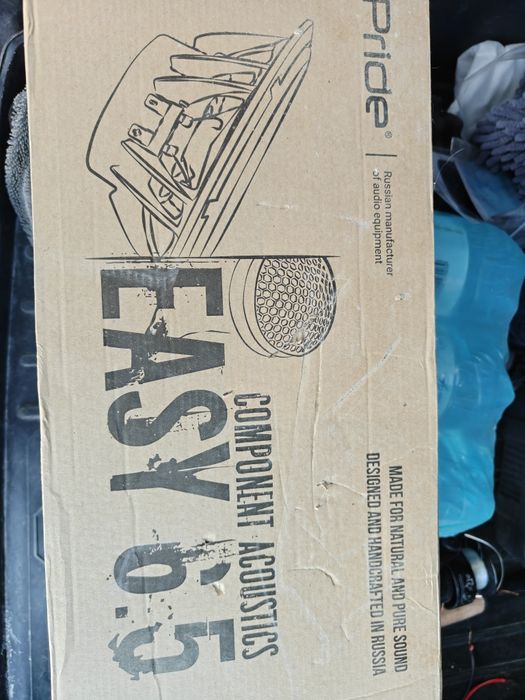 Pride®
Russian manufacturer
of audio equipment
MADE FOR NATURAL AND PURE SOUND
DESIGNED AND HANDCRAFTED IN RUSSIA
COMPONENT ACOUSTICS
EASY 6.5